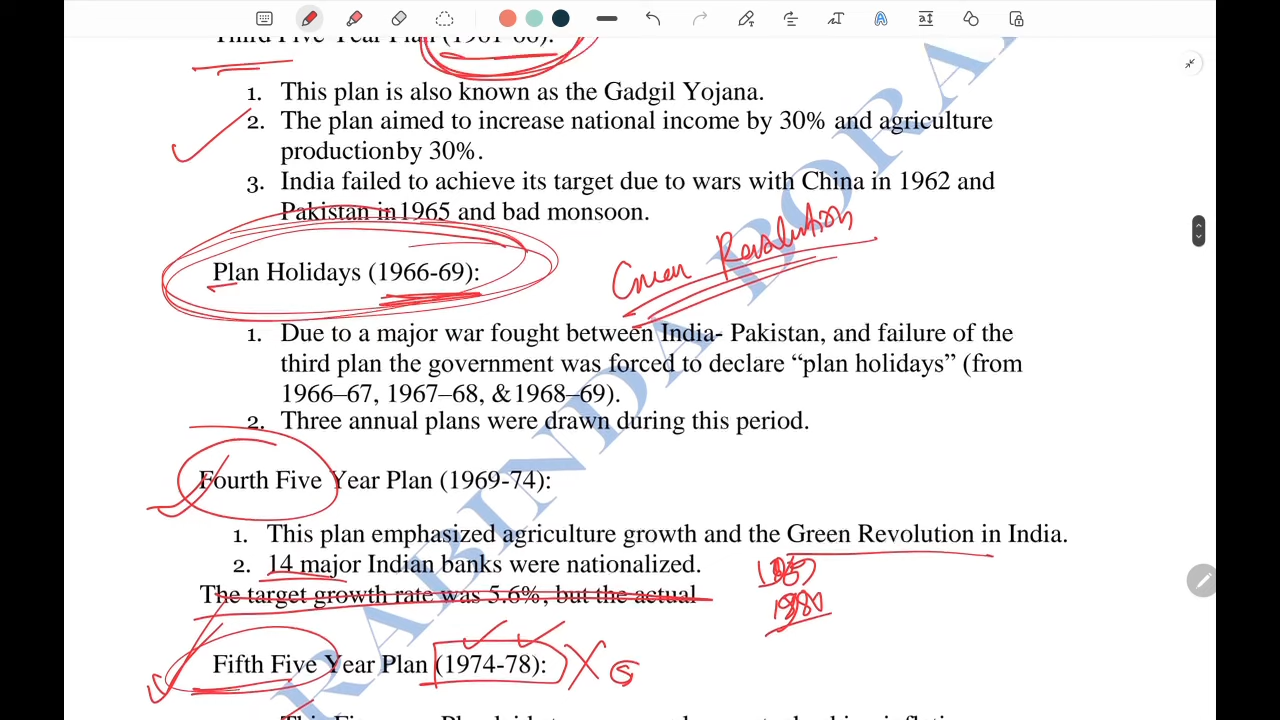 Third Five Year Plan (1961-66):
1. This plan is also known as the Gadgil Yojana.
2. The plan aimed to increase national income by 30% and agriculture
productionby 30%.
3. India failed to achieve its target due to wars with China in 1962 and
Pakistan in1965 and bad monsoon.
Green Revolution
Plan Holidays (1966-69):
1. Due to a major war fought between India- Pakistan, and failure of the
third plan the government was forced to declare “plan holidays” (from
1966–67, 1967–68, &1968–69).
2. Three annual plans were drawn during this period.
Fourth Five Year Plan (1969-74):
1. This plan emphasized agriculture growth and the Green Revolution in India.
2. 14 major Indian banks were nationalized.
The target growth rate was 5.6%, but the actual
1980
Fifth Five Year Plan (1974-78):
RABINDA BORA